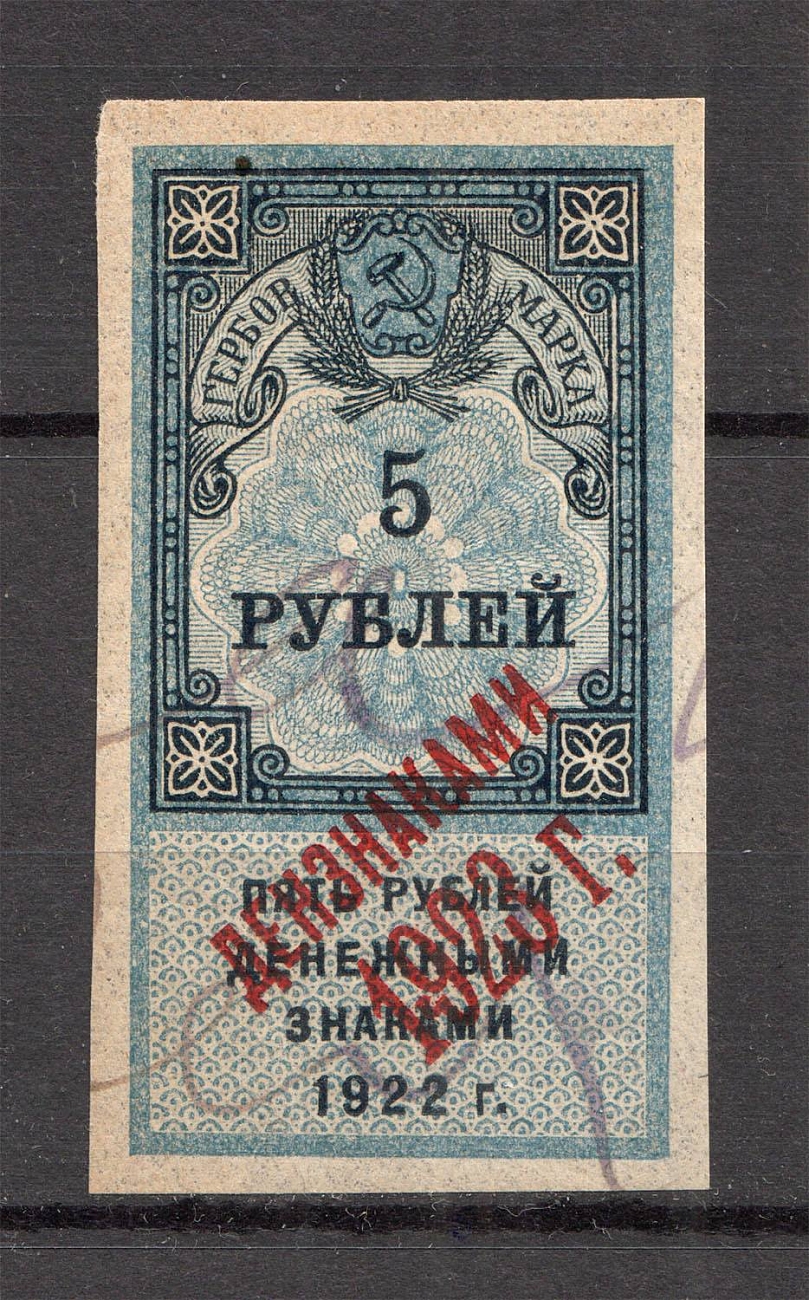 ГЕРБОВ. МАРКА
5
РУБЛЕЙ
ДЕНЗНАКАМИ
1923 г.
ПЯТЬ РУБЛЕЙ
ДЕНЕЖНЫМИ
ЗНАКАМИ
1922 г.